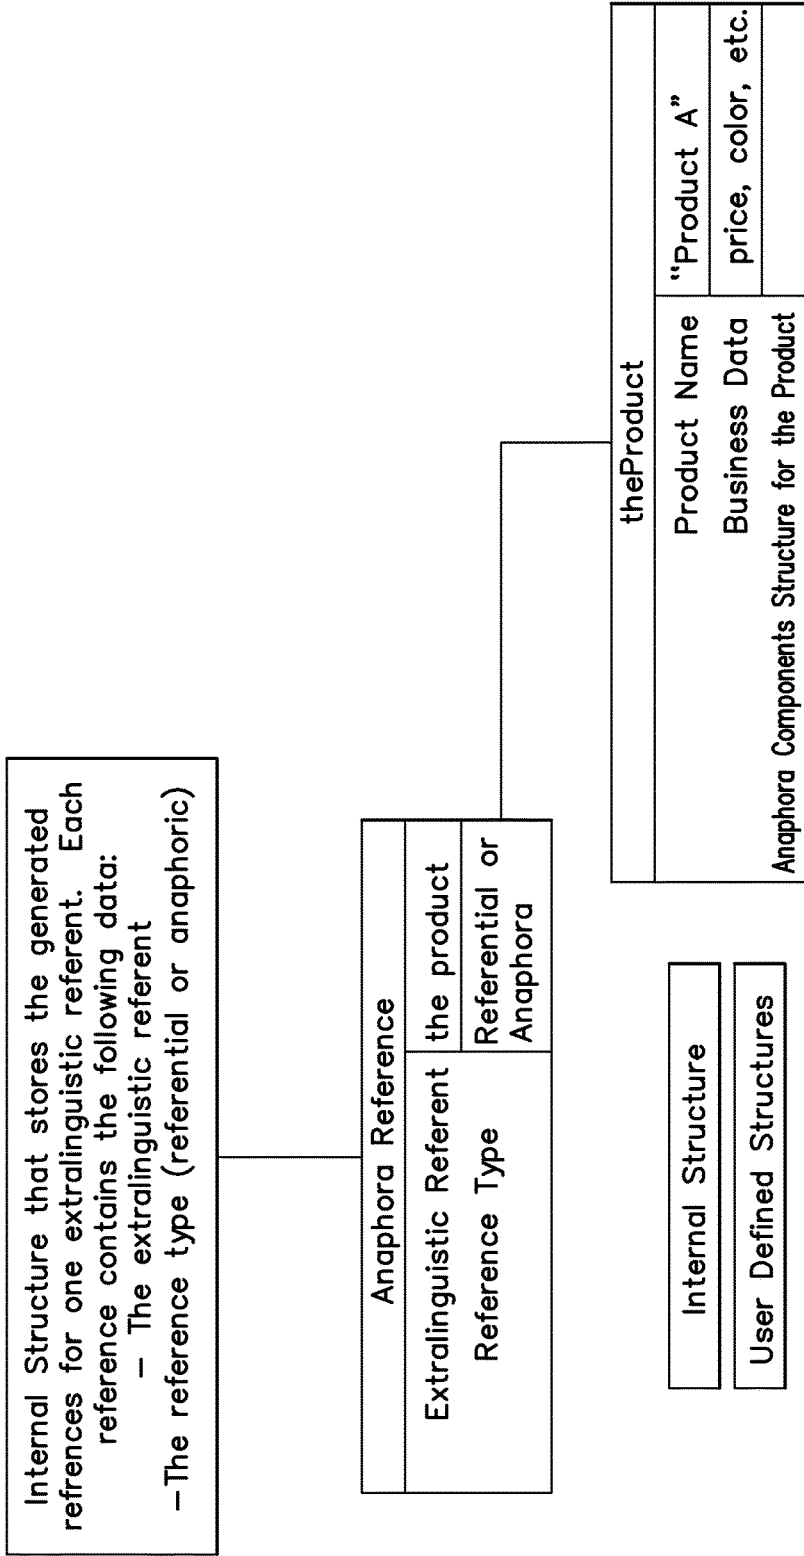 Internal Structure that stores the generated
refrences for one extralinguistic referent. Each
reference contains the following data:
– The extralinguistic referent
–The reference type (referential or anaphoric)
Anaphora Reference
Extralinguistic Referent the product
Reference Type Referential or
Anaphora
theProduct
Product Name "Product A"
Business Data price, color, etc.
Anaphora Components Structure for the Product
Internal Structure
User Defined Structures